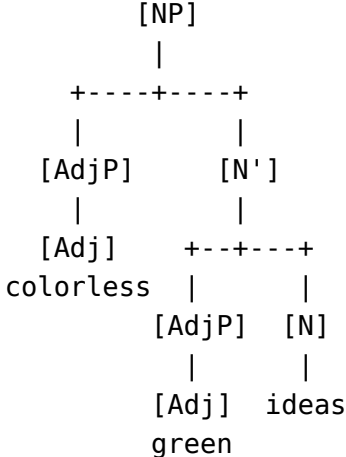 [NP]
|
+----+----+
| |
[AdjP] [N']
| |
[Adj] +--+---+
colorless | |
[AdjP] [N]
| |
[Adj] ideas
green